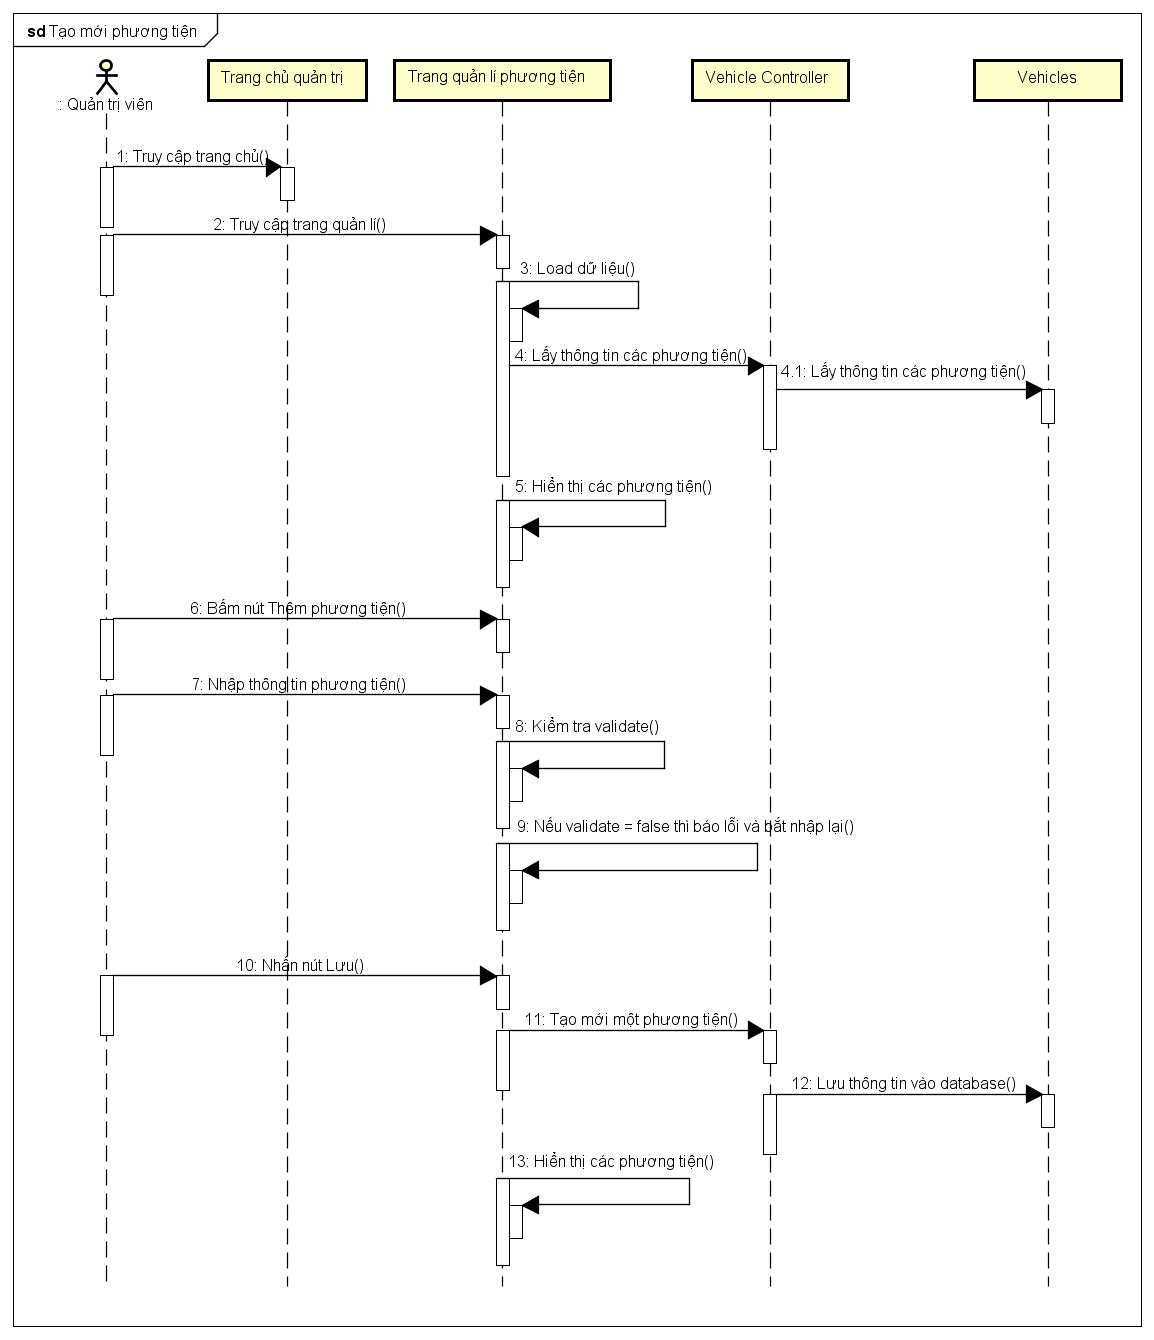 sd Tạo mới phương tiện
: Quản trị viên
Trang chủ quản trị
Trang quản lí phương tiện
Vehicle Controller
Vehicles
1: Truy cập trang chủ()
2: Truy cập trang quản lí()
3: Load dữ liệu()
4: Lấy thông tin các phương tiện()
4.1: Lấy thông tin các phương tiện()
5: Hiển thị các phương tiện()
6: Bấm nút Thêm phương tiện()
7: Nhập thông tin phương tiện()
8: Kiểm tra validate()
9: Nếu validate = false thì báo lỗi và bắt nhập lại()
10: Nhấn nút Lưu()
11: Tạo mới một phương tiện()
12: Lưu thông tin vào database()
13: Hiển thị các phương tiện()